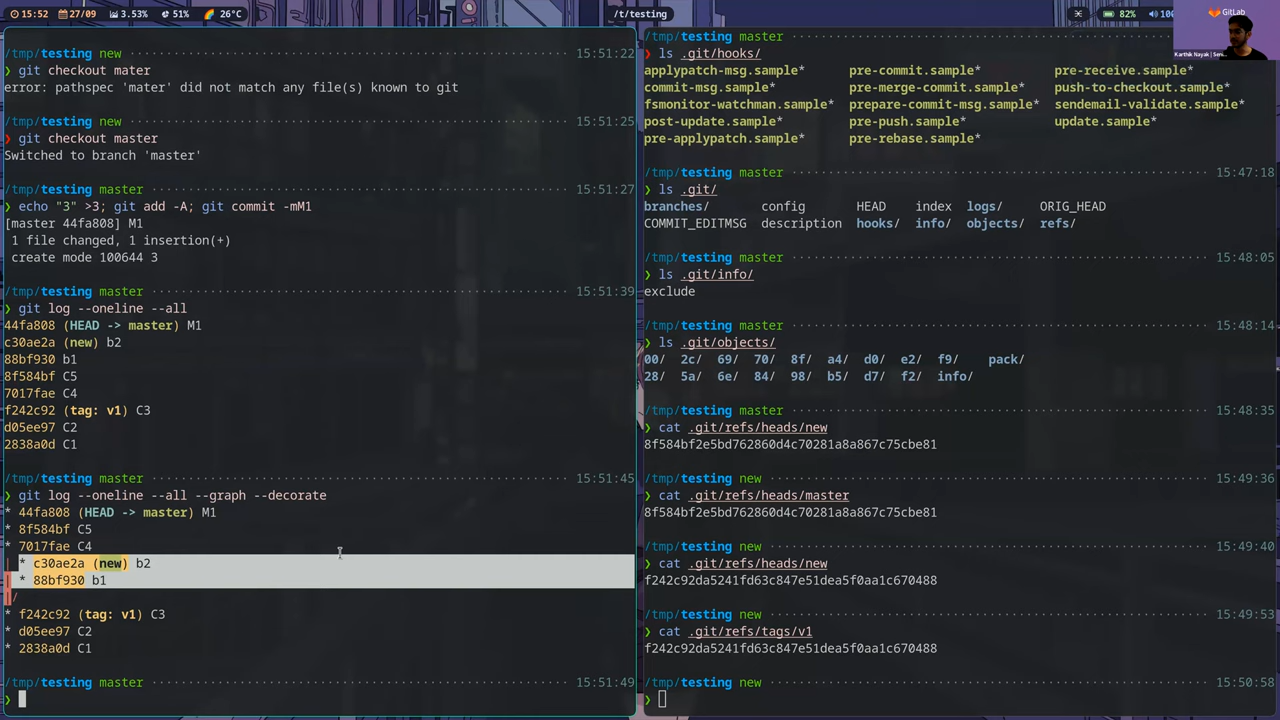 15:52 27/09 3.53% 51% 26°C
/t/testing
82% 100
GitLab
Karthik Nayak | Seni
/tmp/testing new 15:51:22
❯ git checkout mater
error: pathspec 'mater' did not match any file(s) known to git
/tmp/testing new 15:51:25
❯ git checkout master
Switched to branch 'master'
/tmp/testing master 15:51:27
❯ echo "3" >3; git add -A; git commit -mM1
[master 44fa808] M1
1 file changed, 1 insertion(+)
create mode 100644 3
/tmp/testing master 15:51:39
❯ git log --oneline --all
44fa808 (HEAD -> master) M1
c30ae2a (new) b2
88bf930 b1
8f584bf C5
7017fae C4
f242c92 (tag: v1) C3
d05ee97 C2
2838a0d C1
/tmp/testing master 15:51:45
❯ git log --oneline --all --graph --decorate
* 44fa808 (HEAD -> master) M1
* 8f584bf C5
* 7017fae C4
| * c30ae2a (new) b2
| * 88bf930 b1
|/
* f242c92 (tag: v1) C3
* d05ee97 C2
* 2838a0d C1
/tmp/testing master 15:51:49
❯
/tmp/testing master
❯ ls .git/hooks/
applypatch-msg.sample* pre-commit.sample* pre-receive.sample*
commit-msg.sample* pre-merge-commit.sample* push-to-checkout.sample*
fsmonitor-watchman.sample* prepare-commit-msg.sample* sendemail-validate.sample*
post-update.sample* pre-push.sample* update.sample*
pre-applypatch.sample* pre-rebase.sample*
/tmp/testing master 15:47:18
❯ ls .git/
branches/ config HEAD index logs/ ORIG_HEAD
COMMIT_EDITMSG description hooks/ info/ objects/ refs/
/tmp/testing master 15:48:05
❯ ls .git/info/
exclude
/tmp/testing master 15:48:14
❯ ls .git/objects/
00/ 2c/ 69/ 70/ 8f/ a4/ d0/ e2/ f9/ pack/
28/ 5a/ 6e/ 84/ 98/ b5/ d7/ f2/ info/
/tmp/testing master 15:48:35
❯ cat .git/refs/heads/new
8f584bf2e5bd762860d4c70281a8a867c75cbe81
/tmp/testing new 15:49:36
❯ cat .git/refs/heads/master
8f584bf2e5bd762860d4c70281a8a867c75cbe81
/tmp/testing new 15:49:40
❯ cat .git/refs/heads/new
f242c92da5241fd63c847e51dea5f0aa1c670488
/tmp/testing new 15:49:53
❯ cat .git/refs/tags/v1
f242c92da5241fd63c847e51dea5f0aa1c670488
/tmp/testing new 15:50:58
❯